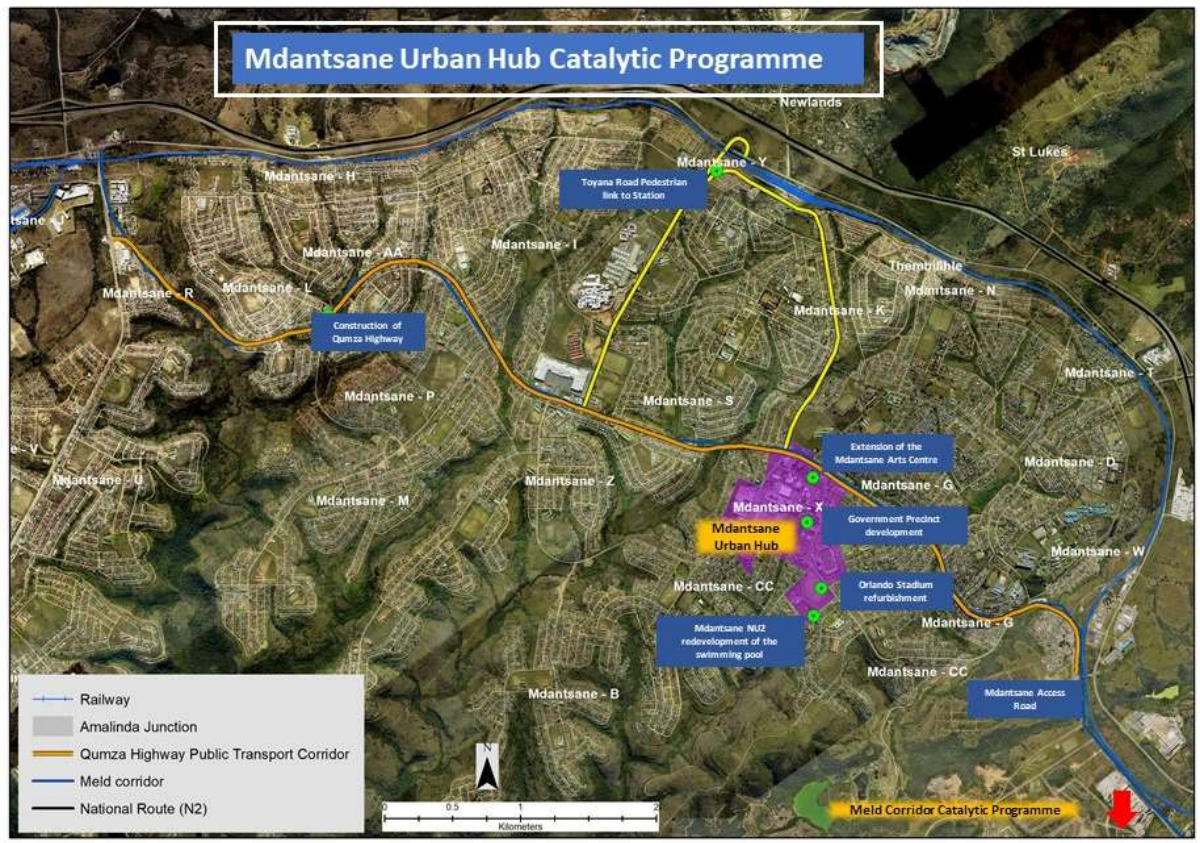 Mdantsane Urban Hub Catalytic Programme
Newlands
St Lukes
Mdantsane - Y
Mdantsane - H
Toyana Road Pedestrian
link to Station
Mdantsane - I
Mdantsane - AA
Thembilihle
Mdantsane - L
Mdantsane - R
Mdantsane - N
Mdantsane - K
Construction of
Qumza Highway
Mdantsane - T
Mdantsane - P
Mdantsane - S
Extension of the
Mdantsane Arts Centre
- V
Mdantsane - U
Mdantsane - Z
Mdantsane - G
Mdantsane - D
Mdantsane - M
Mdantsane - X
Mdantsane
Urban Hub
Government Precinct
development
Mdantsane - W
Mdantsane - CC
Orlando Stadium
refurbishment
Mdantsane - G
Mdantsane NU2
redevelopment of the
swimming pool
Mdantsane - CC
Mdantsane - B
Mdantsane Access
Road
Railway
Amalinda Junction
Qumza Highway Public Transport Corridor
Meld corridor
National Route (N2)
N
0 0.5 1 2
Kilometers
Meld Corridor Catalytic Programme